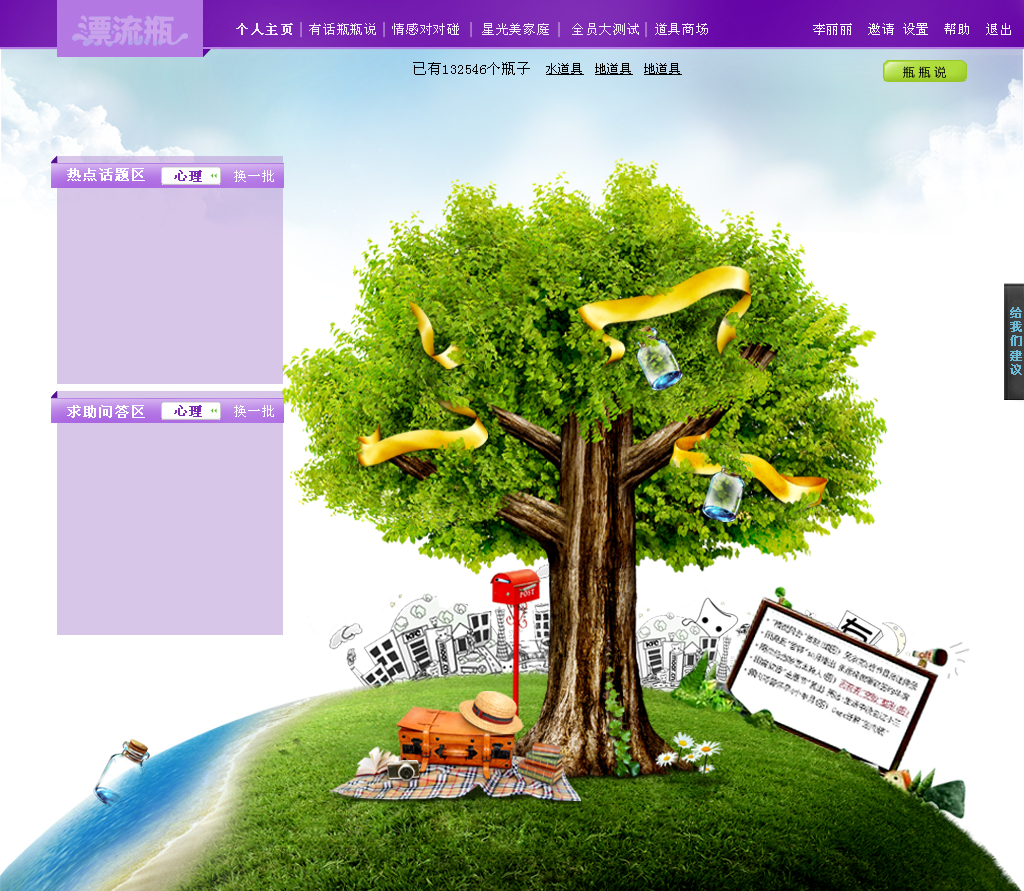 漂流瓶
个人主页 | 有话瓶瓶说 | 情感对对碰 | 星光美家庭 | 全员大测试 | 道具商场
李丽丽 邀请 设置 帮助 退出
已有132546个瓶子 水道具 地道具 地道具
瓶瓶说
热点话题区 心理 换一批
给我们建议
求助问答区 心理 换一批
POST
KFC
KFC